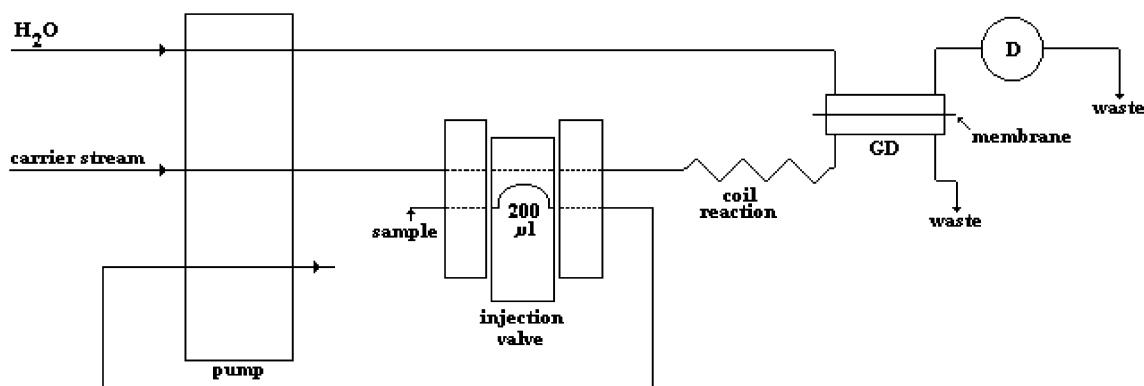 H₂O
D
waste
membrane
GD
carrier stream
coil
reaction
waste
200
µl
sample
injection
valve
pump